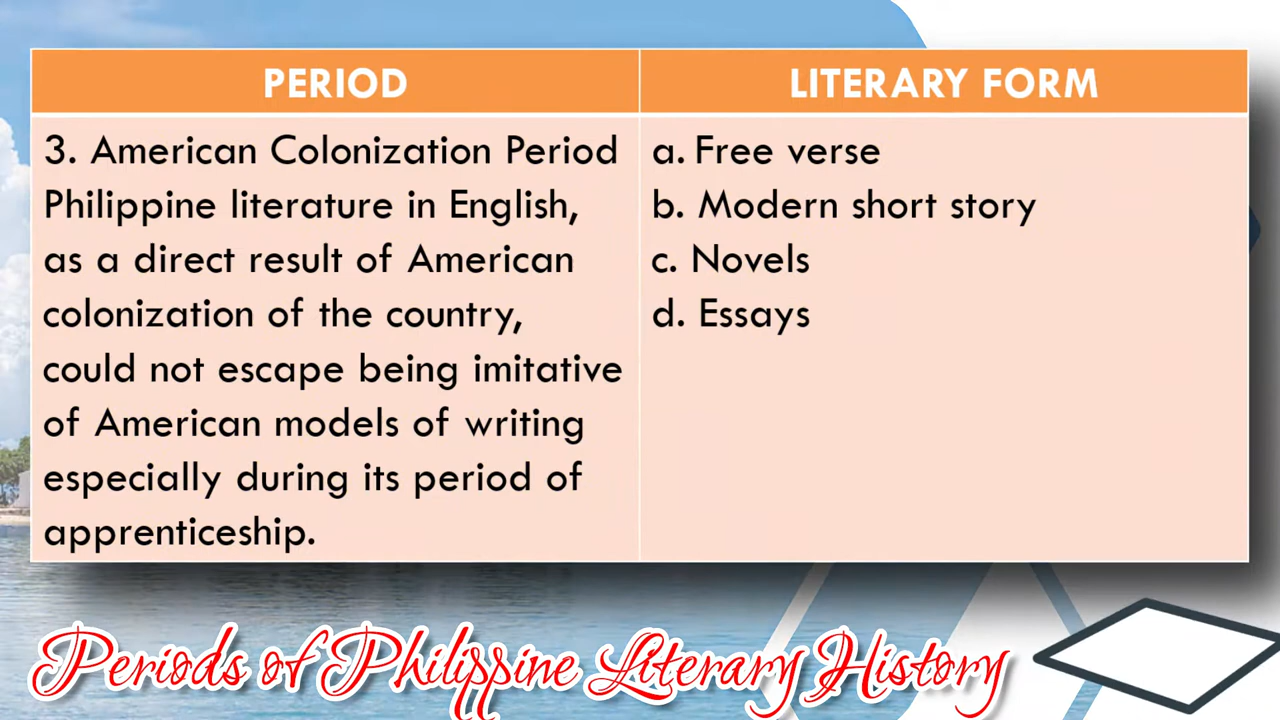 PERIOD
LITERARY FORM
3. American Colonization Period
Philippine literature in English,
as a direct result of American
colonization of the country,
could not escape being imitative
of American models of writing
especially during its period of
apprenticeship.
a. Free verse
b. Modern short story
c. Novels
d. Essays
Periods of Philippine Literary History